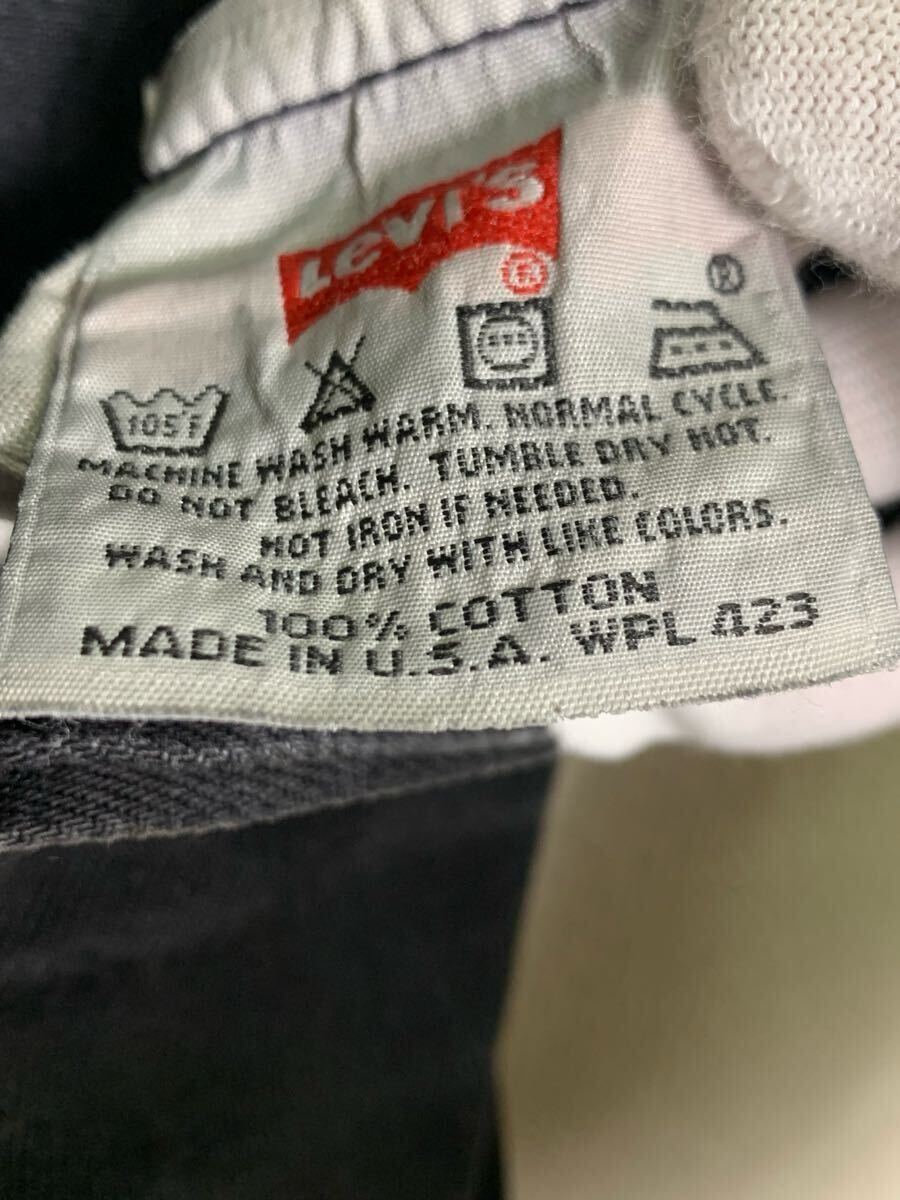 LEVI'S
®
®
105°F
MACHINE WASH WARM. NORMAL CYCLE.
DO NOT BLEACH. TUMBLE DRY HOT.
HOT IRON IF NEEDED.
WASH AND DRY WITH LIKE COLORS.
100% COTTON
MADE IN U.S.A. WPL 423